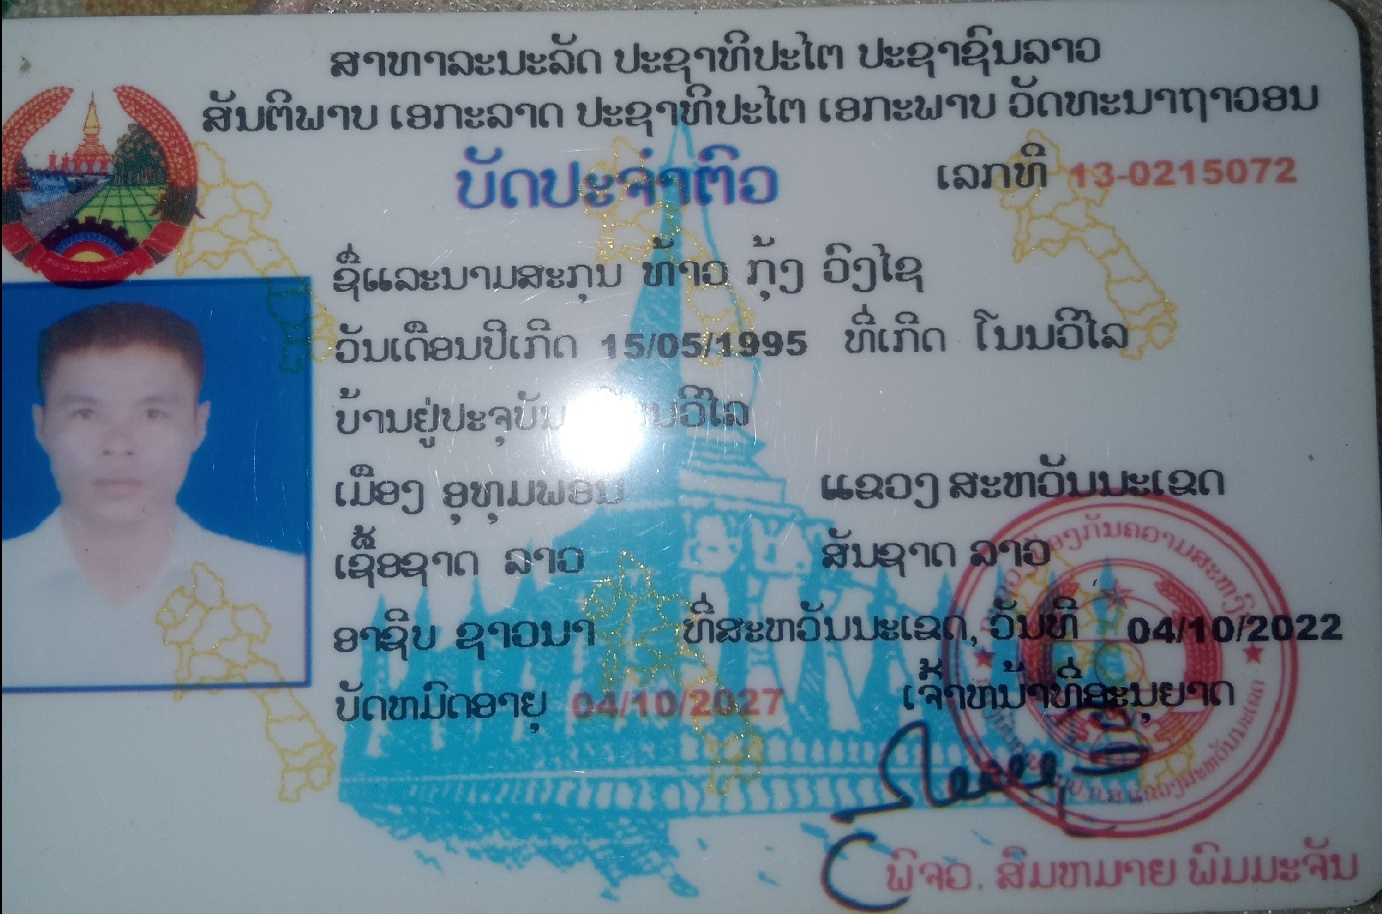 ສາທາລະນະລັດ ປະຊາທິປະໄຕ ປະຊາຊົນລາວ
ສັນຕິພາບ ເອກະລາດ ປະຊາທິປະໄຕ ເອກະພາບ ວັດທະນາຖາວອນ
ບັດປະຈຳຕົວ ເລກທີ 13-0215072
ຊື່ແລະນາມສະກຸນ ທ້າວ ກຸ້ງ ວົງໄຊ
ວັນເດືອນປີເກີດ 15/05/1995 ທີ່ເກີດ ໂນນວິໄລ
ບ້ານຢູ່ປະຈຸບັນ
ເມືອງ ອຸທຸມພອນ ແຂວງ ສະຫວັນນະເຂດ
ເຊື້ອຊາດ ລາວ ສັນຊາດ ລາວ
ອາຊີບ ຊາວນາ ທີ່ສະຫວັນນະເຂດ, ວັນທີ 04/10/2022
ບັດຫມົດອາຍຸ 04/10/2027 ເຈົ້າຫນ້າທີ່ອະນຸຍາດ
ພິຈວ. ສິມຫມາຍ ພິມມະຈັນ